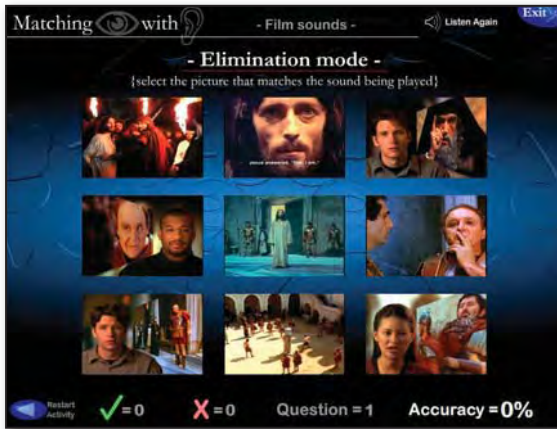 Matching with
- Film sounds -
Listen Again
Exit
- Elimination mode -
{select the picture that matches the sound being played}
Restart
Activity
= 0
= 0
Question = 1
Accuracy = 0%